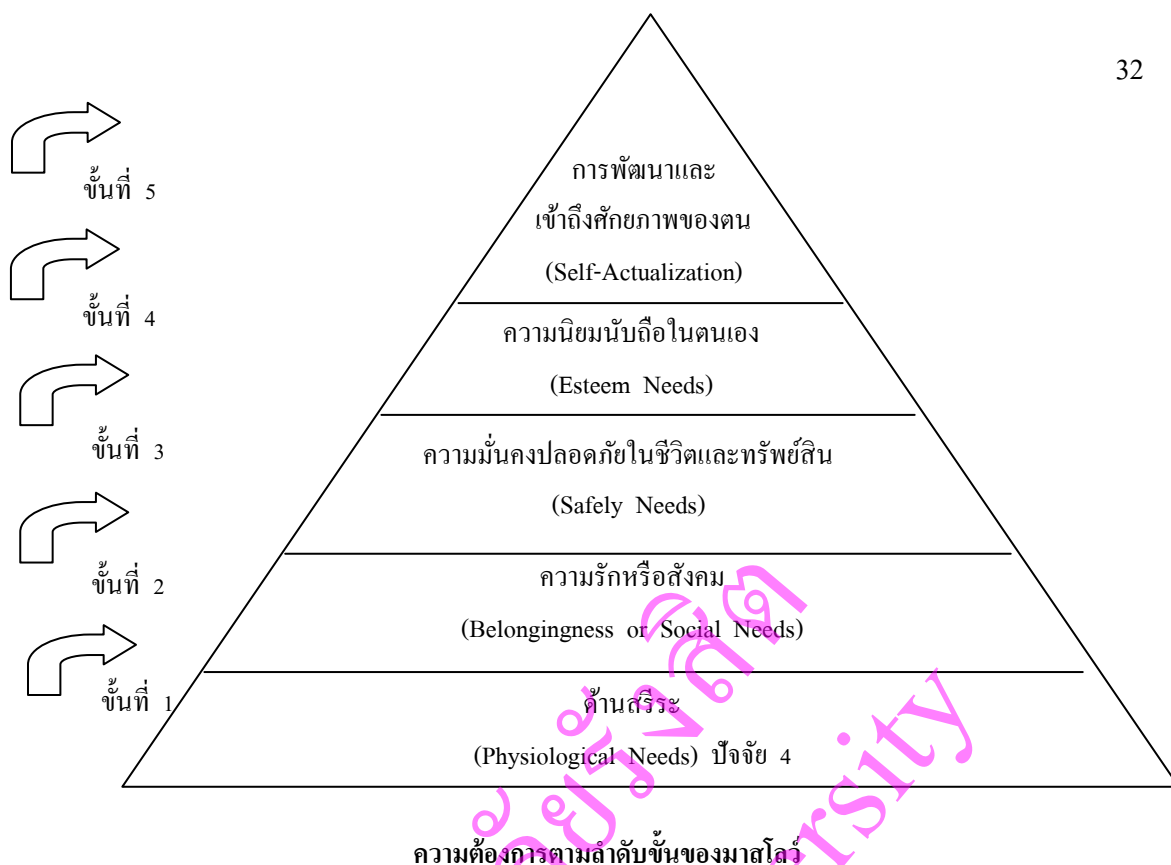 32
ขั้นที่ 5
การพัฒนาและ
เข้าถึงศักยภาพของตน
(Self-Actualization)
ขั้นที่ 4
ความนิยมนับถือในตนเอง
(Esteem Needs)
ขั้นที่ 3
ความมั่นคงปลอดภัยในชีวิตและทรัพย์สิน
(Safely Needs)
ขั้นที่ 2
ความรักหรือสังคม
(Belongingness or Social Needs)
ขั้นที่ 1
ด้านสรีระ
(Physiological Needs) ปัจจัย 4
ความต้องการตามลำดับขั้นของมาสโลว์